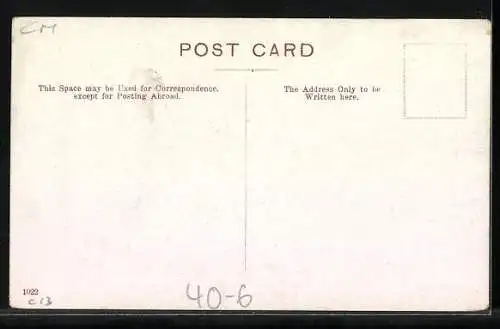 CM
POST CARD
This Space may be Used for Correspondence,
except for Posting Abroad.
The Address Only to be
Written here.
1022
c 13
40-6